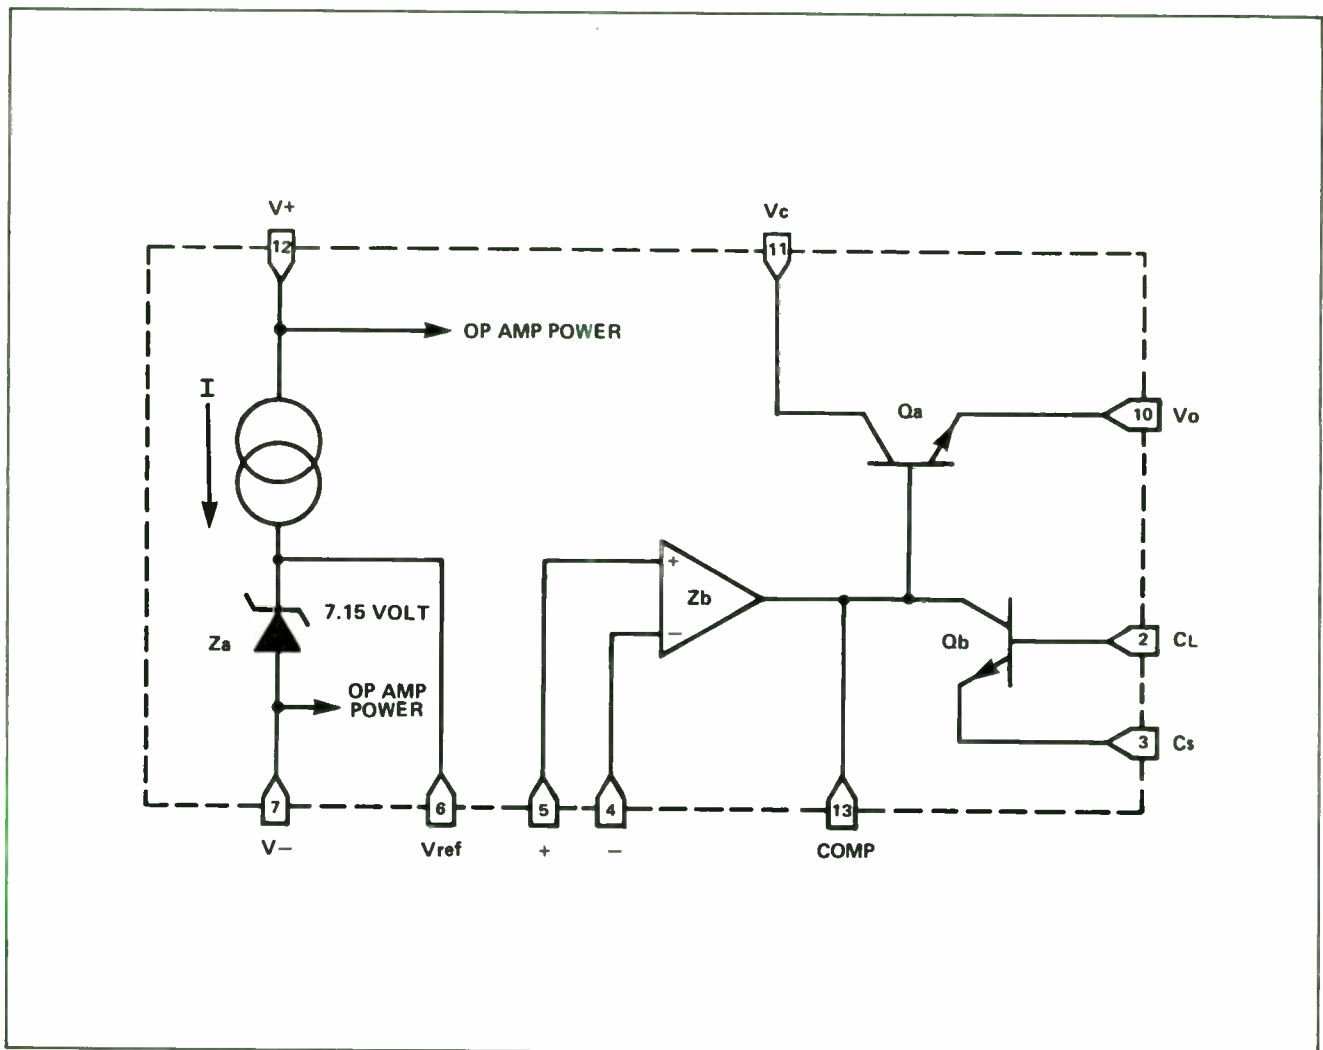 V+
Vc
12
11
OP AMP POWER
I
Qa
10
Vo
+
Zb
−
7.15 VOLT
Za
Qb
2
CL
OP AMP
POWER
3
Cs
7
6
5
4
13
V−
Vref
+
−
COMP